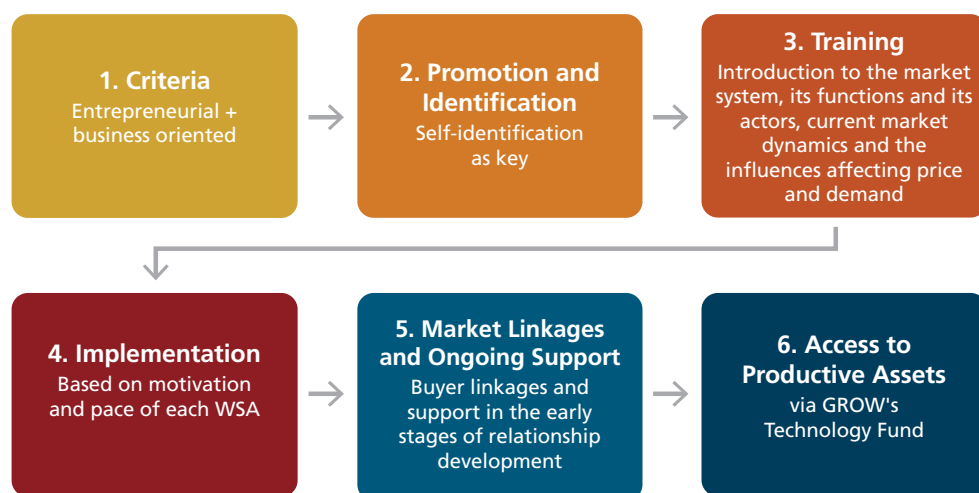 1. Criteria
Entrepreneurial +
business oriented
2. Promotion and
Identification
Self-identification
as key
3. Training
Introduction to the market
system, its functions and its
actors, current market
dynamics and the
influences affecting price
and demand
4. Implementation
Based on motivation
and pace of each WSA
5. Market Linkages
and Ongoing Support
Buyer linkages and
support in the early
stages of relationship
development
6. Access to
Productive Assets
via GROW's
Technology Fund